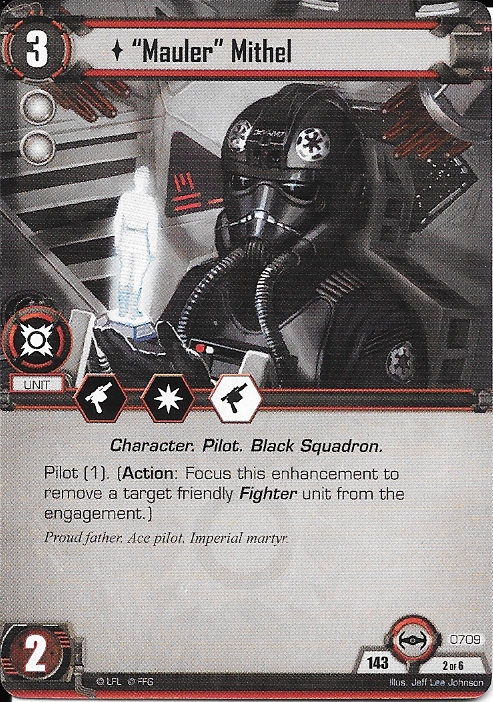 3
"Mauler" Mithel
UNIT
Character. Pilot. Black Squadron.
Pilot (1). (Action: Focus this enhancement to
remove a target friendly Fighter unit from the
engagement.)
Proud father. Ace pilot. Imperial martyr.
2
0709
143
2 OF 6
© LFL © FFG
Illus. Jeff Lee Johnson